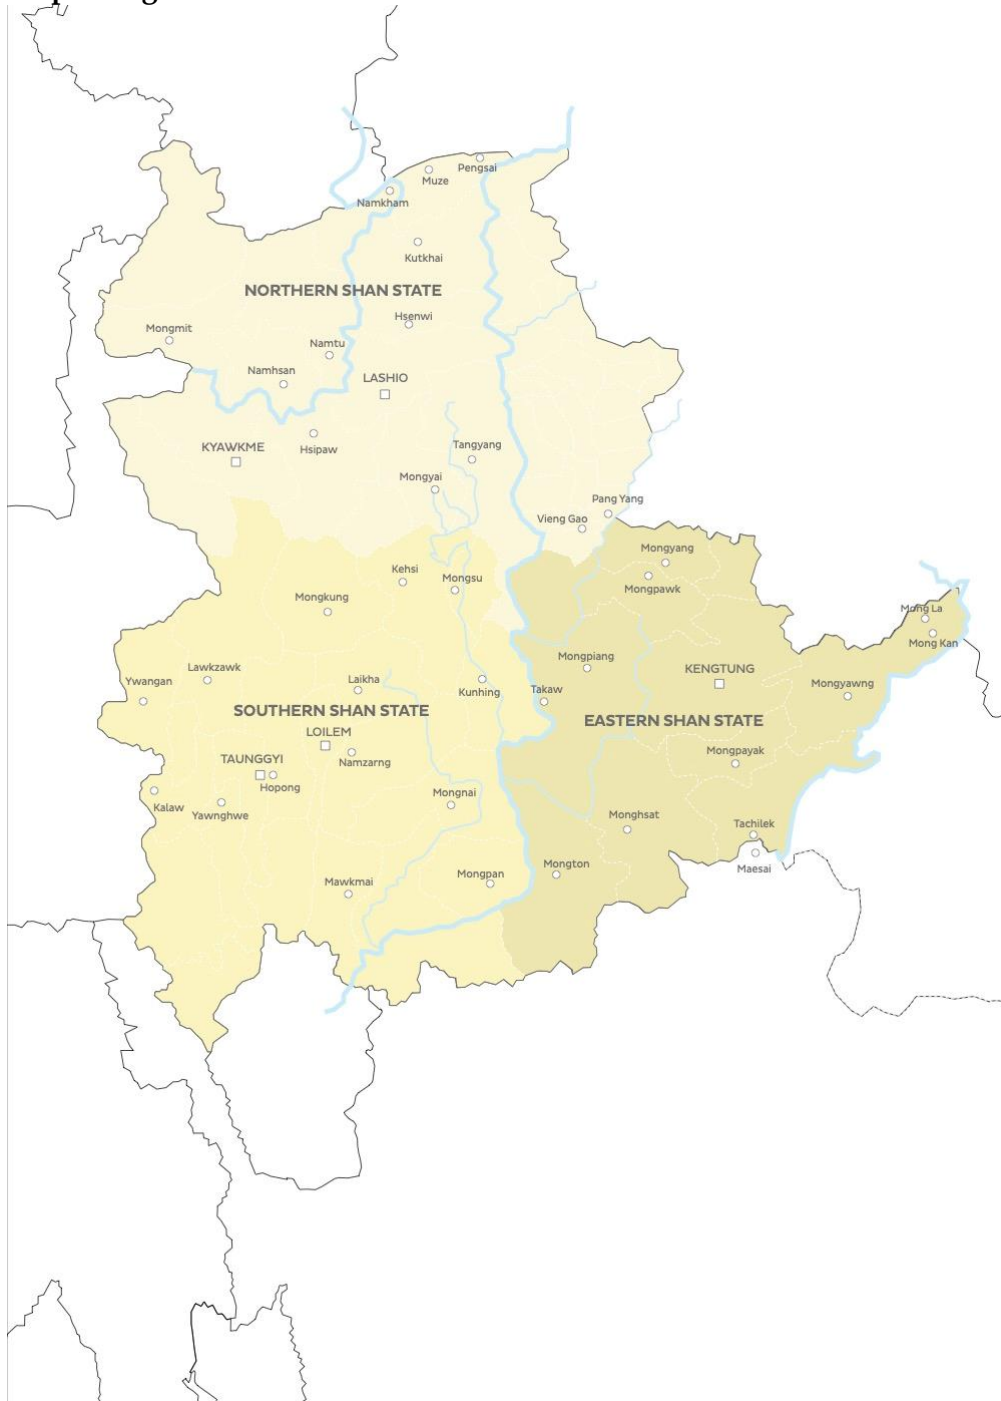 Pengsai
Muze
Namkham
Kutkhai
NORTHERN SHAN STATE
Hsenwi
Mongmit
Namtu
Namhsan
LASHIO
KYAWKME
Hsipaw
Tangyang
Mongyai
Pang Yang
Vieng Gao
Mongyang
Kehsi
Mongsu
Mongpawk
Mongkung
Mong La
Mong Kan
Mongpiang
Lawkzawk
KENGTUNG
Ywangan
Laikha
Mongyawng
Kunhing
Takaw
SOUTHERN SHAN STATE
EASTERN SHAN STATE
LOILEM
Mongpayak
TAUNGGYI
Namzarng
Hopong
Mongnai
Kalaw
Yawnghwe
Monghsat
Tachilek
Mongton
Maesai
Mongpan
Mawkmai